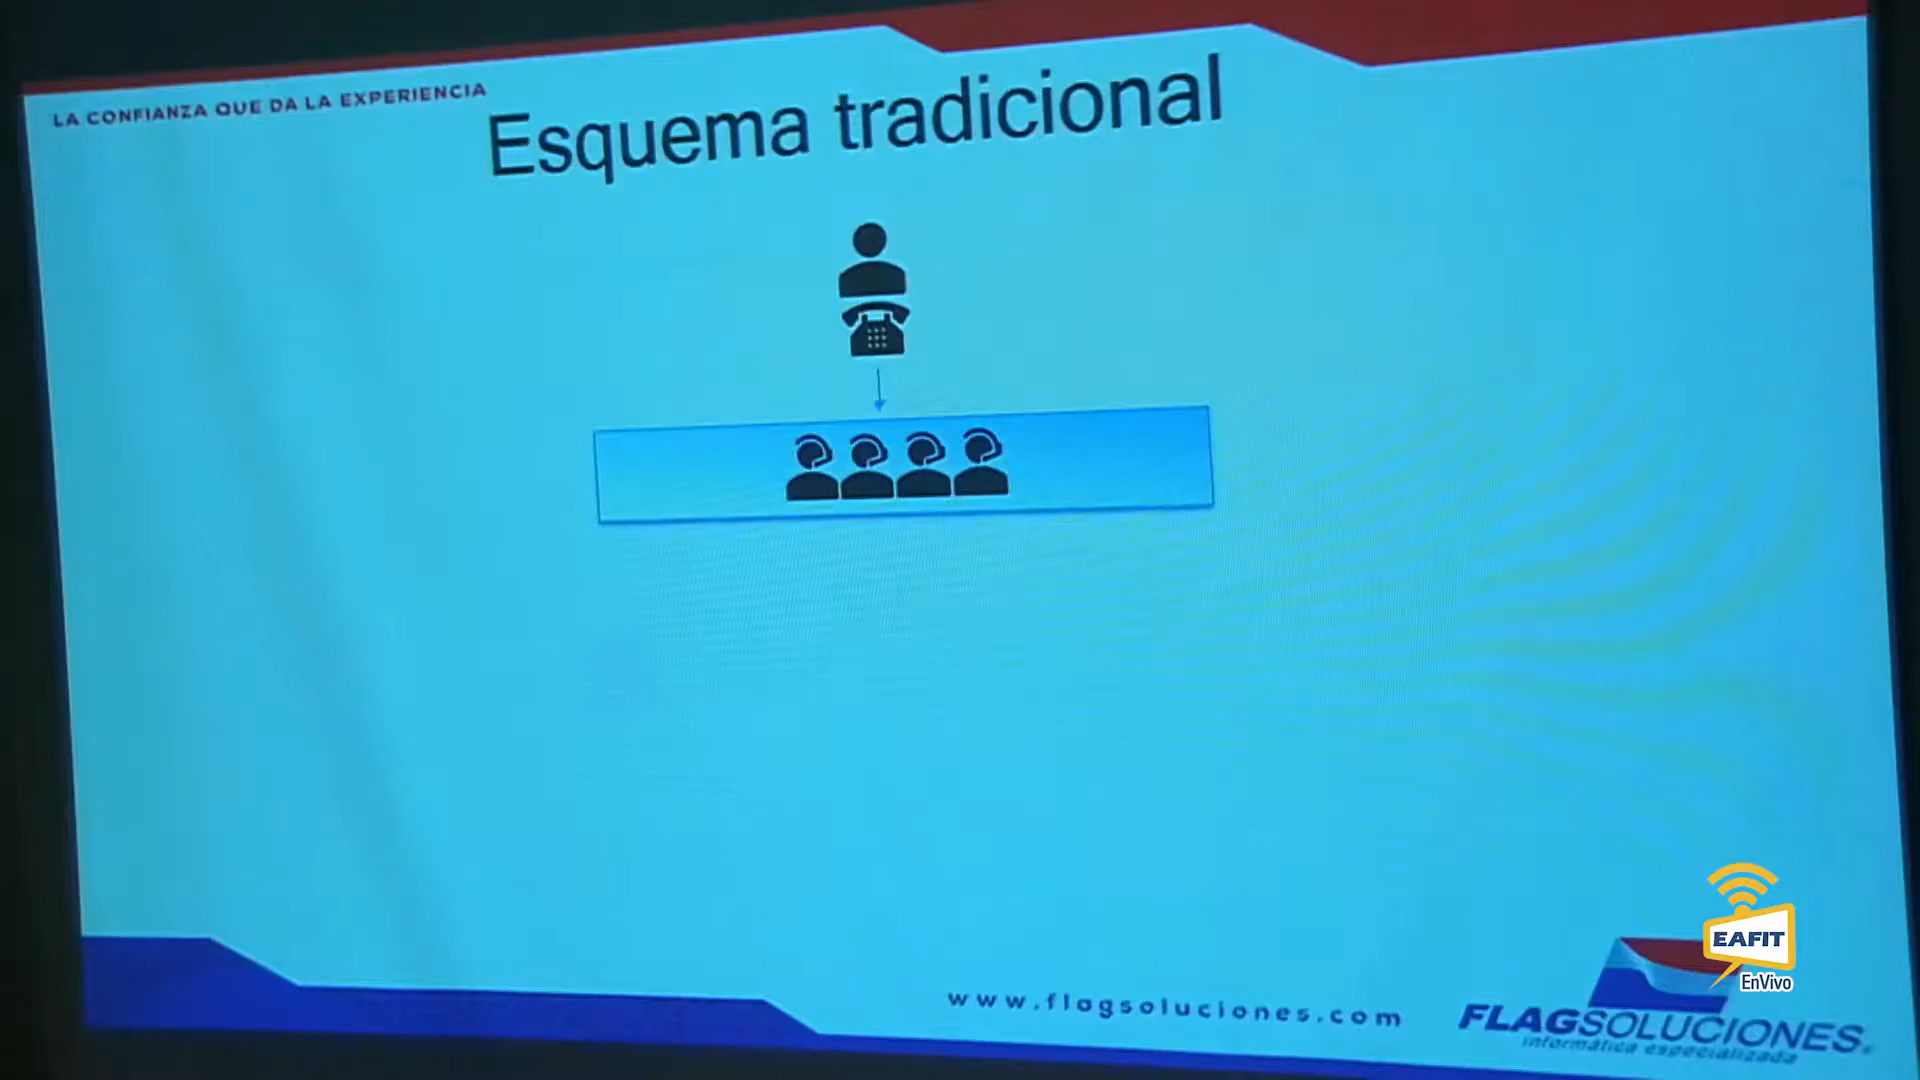 LA CONFIANZA QUE DA LA EXPERIENCIA
Esquema tradicional
EAFIT
EnVivo
www.flagsoluciones.com
FLAGSOLUCIONES
informática especializada